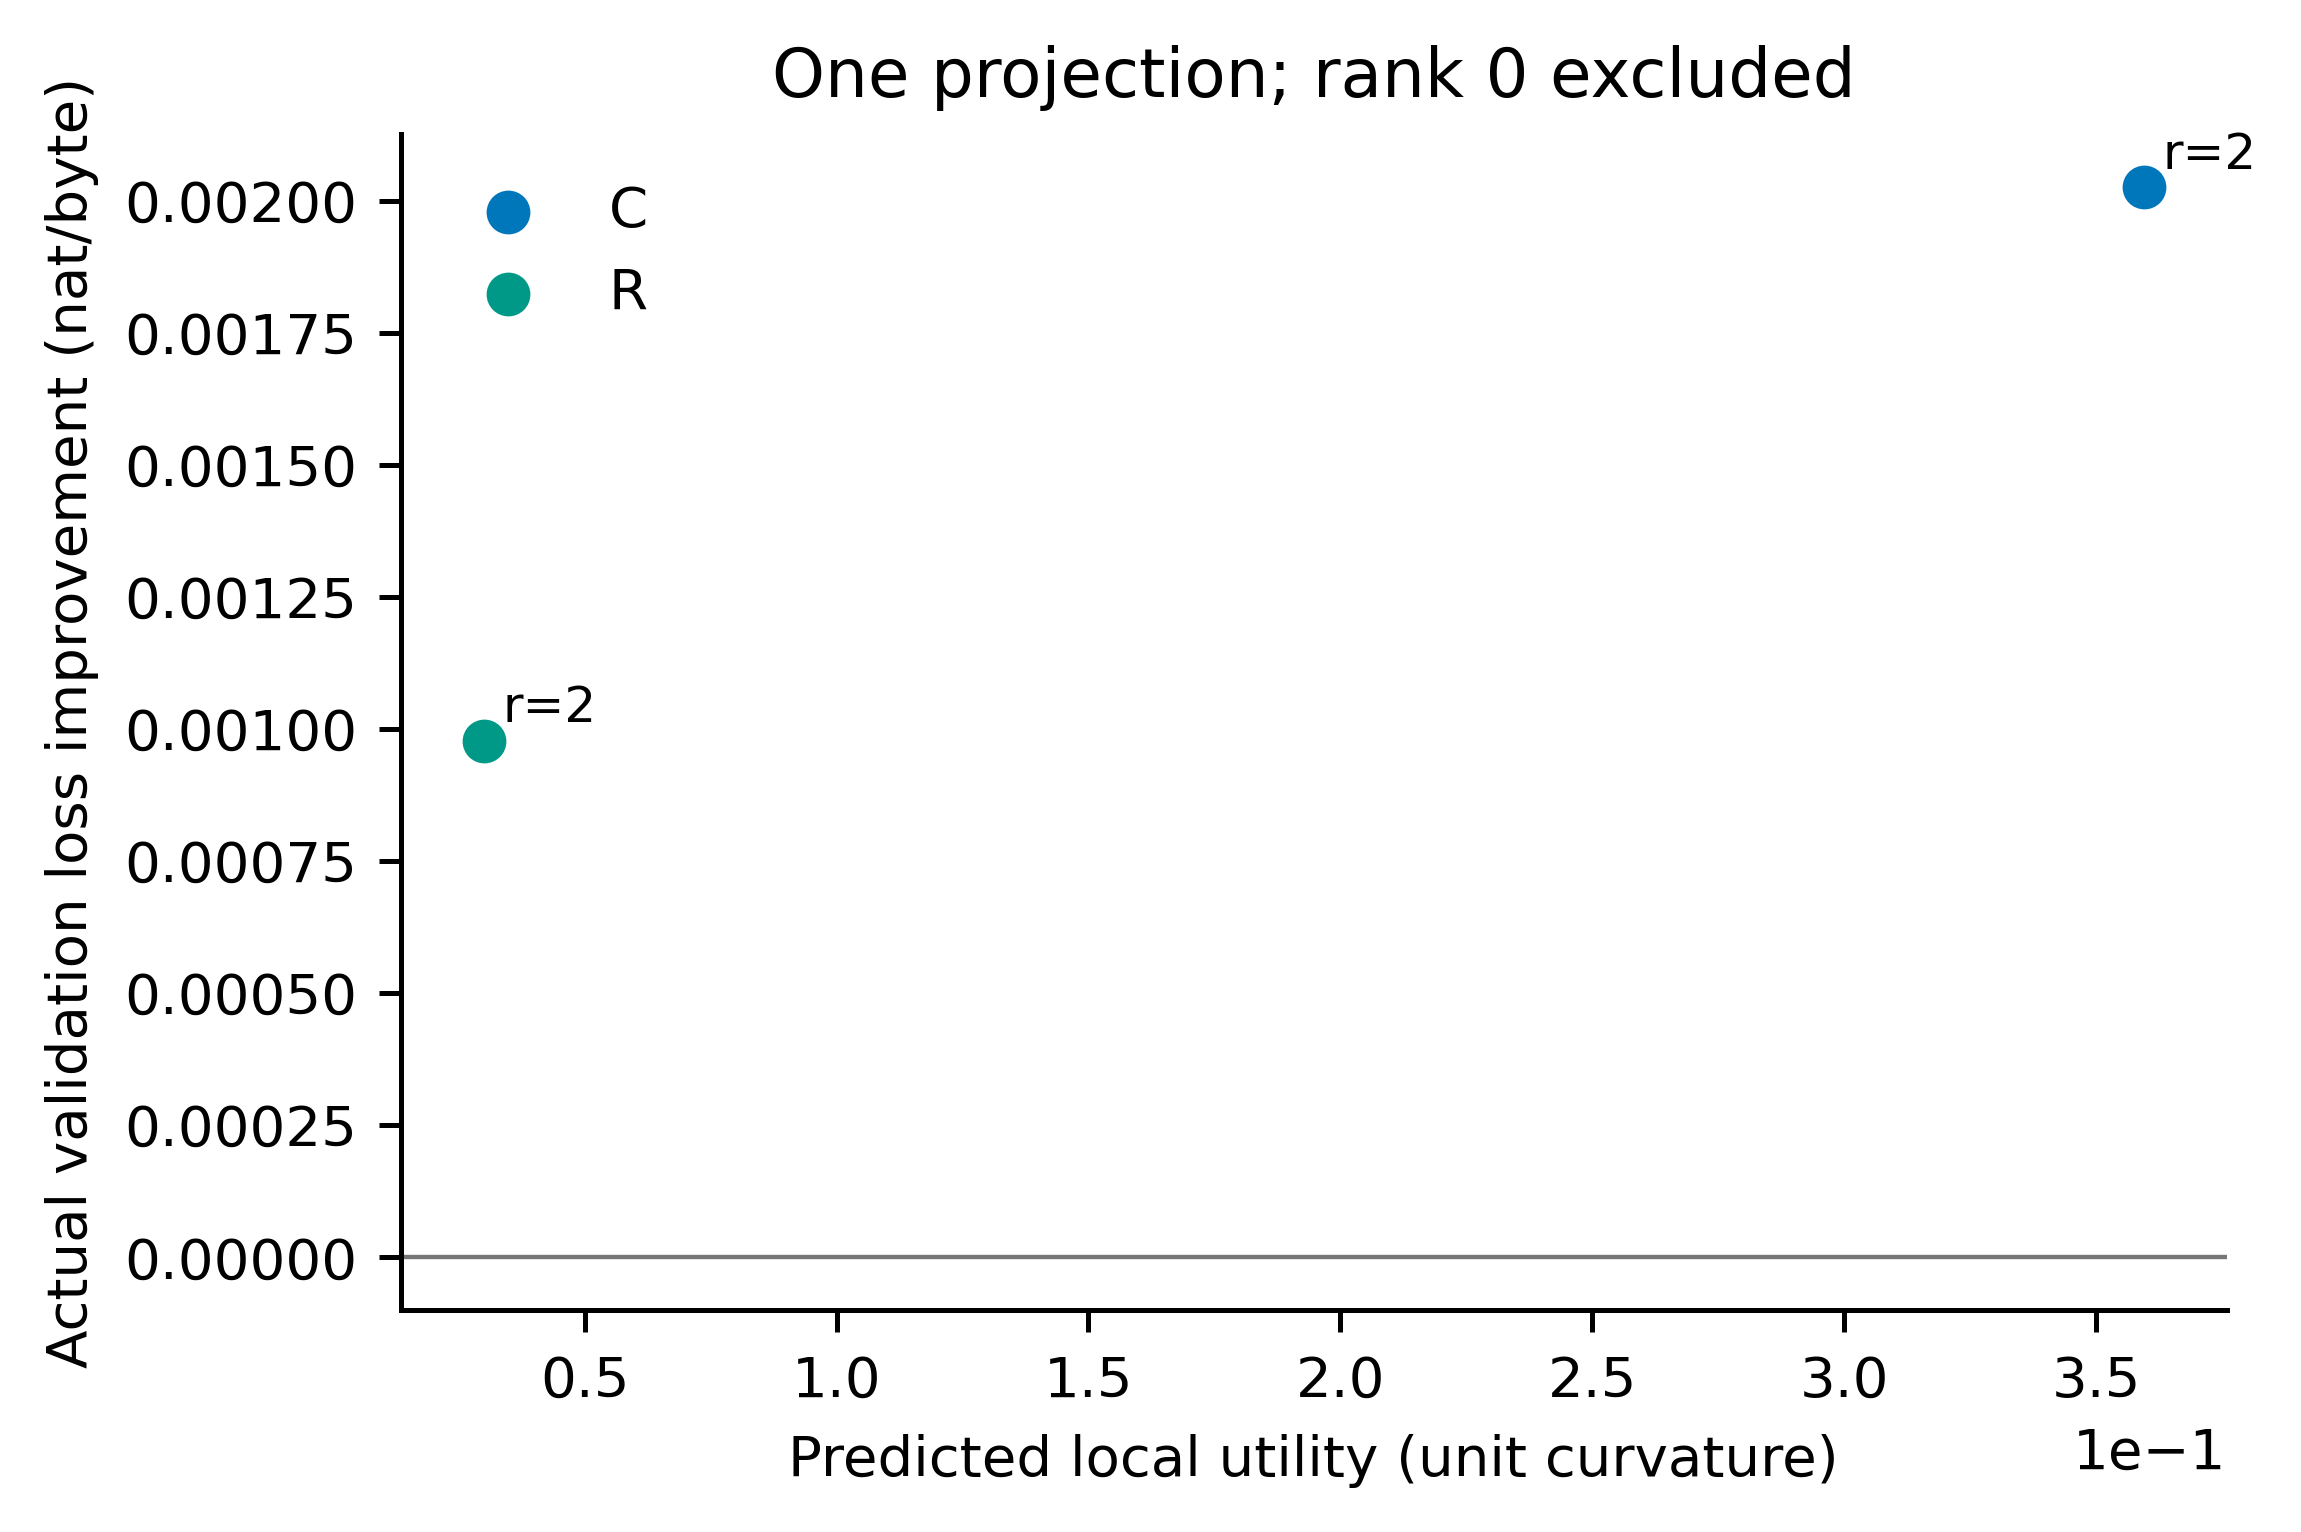 One projection; rank 0 excluded
Actual validation loss improvement (nat/byte)
0.00200
0.00175
0.00150
0.00125
0.00100
0.00075
0.00050
0.00025
0.00000
C
R
r=2
r=2
0.5 1.0 1.5 2.0 2.5 3.0 3.5
1e−1
Predicted local utility (unit curvature)